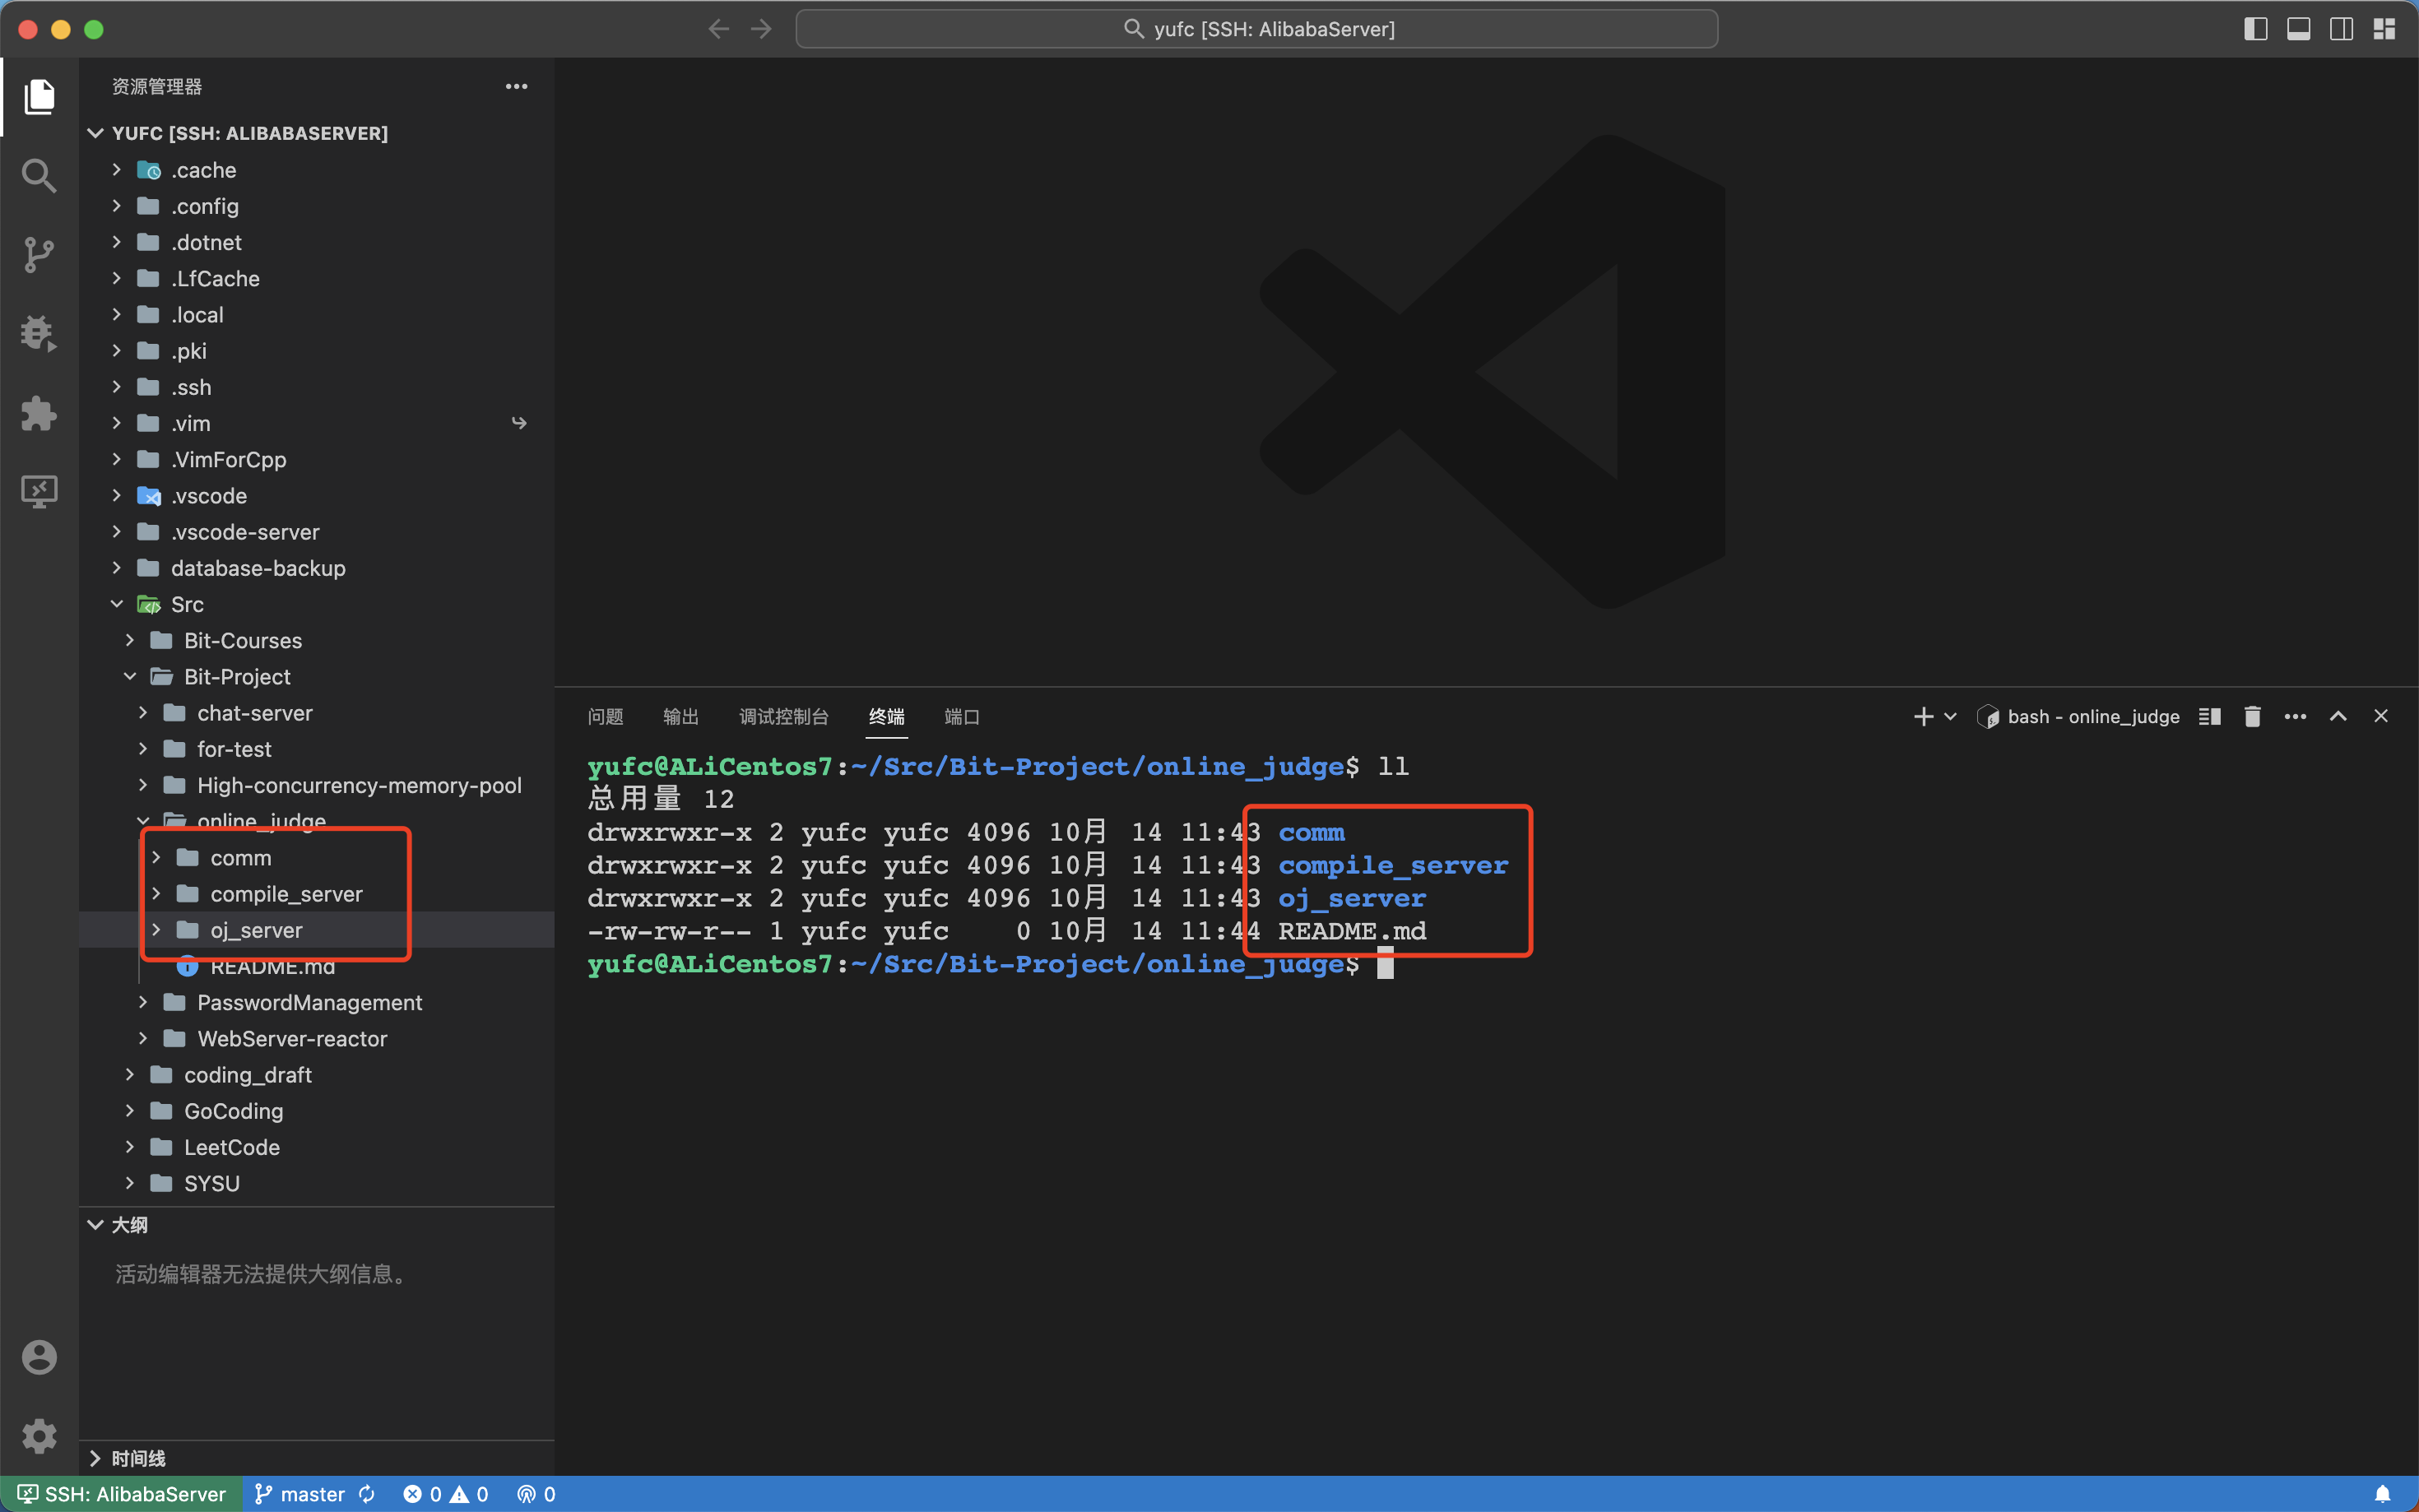 yufc [SSH: AlibabaServer]
资源管理器
YUFC [SSH: ALIBABASERVER]
.cache
.config
.dotnet
.LfCache
.local
.pki
.ssh
.vim
.VimForCpp
.vscode
.vscode-server
database-backup
Src
Bit-Courses
Bit-Project
chat-server
for-test
High-concurrency-memory-pool
online_judge
comm
compile_server
oj_server
README.md
PasswordManagement
WebServer-reactor
coding_draft
GoCoding
LeetCode
SYSU
大纲
活动编辑器无法提供大纲信息。
时间线
问题 输出 调试控制台 终端 端口
bash - online_judge
yufc@ALiCentos7:~/Src/Bit-Project/online_judge$ ll
总用量 12
drwxrwxr-x 2 yufc yufc 4096 10月 14 11:43 comm
drwxrwxr-x 2 yufc yufc 4096 10月 14 11:43 compile_server
drwxrwxr-x 2 yufc yufc 4096 10月 14 11:43 oj_server
-rw-rw-r-- 1 yufc yufc    0 10月 14 11:44 README.md
yufc@ALiCentos7:~/Src/Bit-Project/online_judge$
SSH: AlibabaServer master 0 0 0